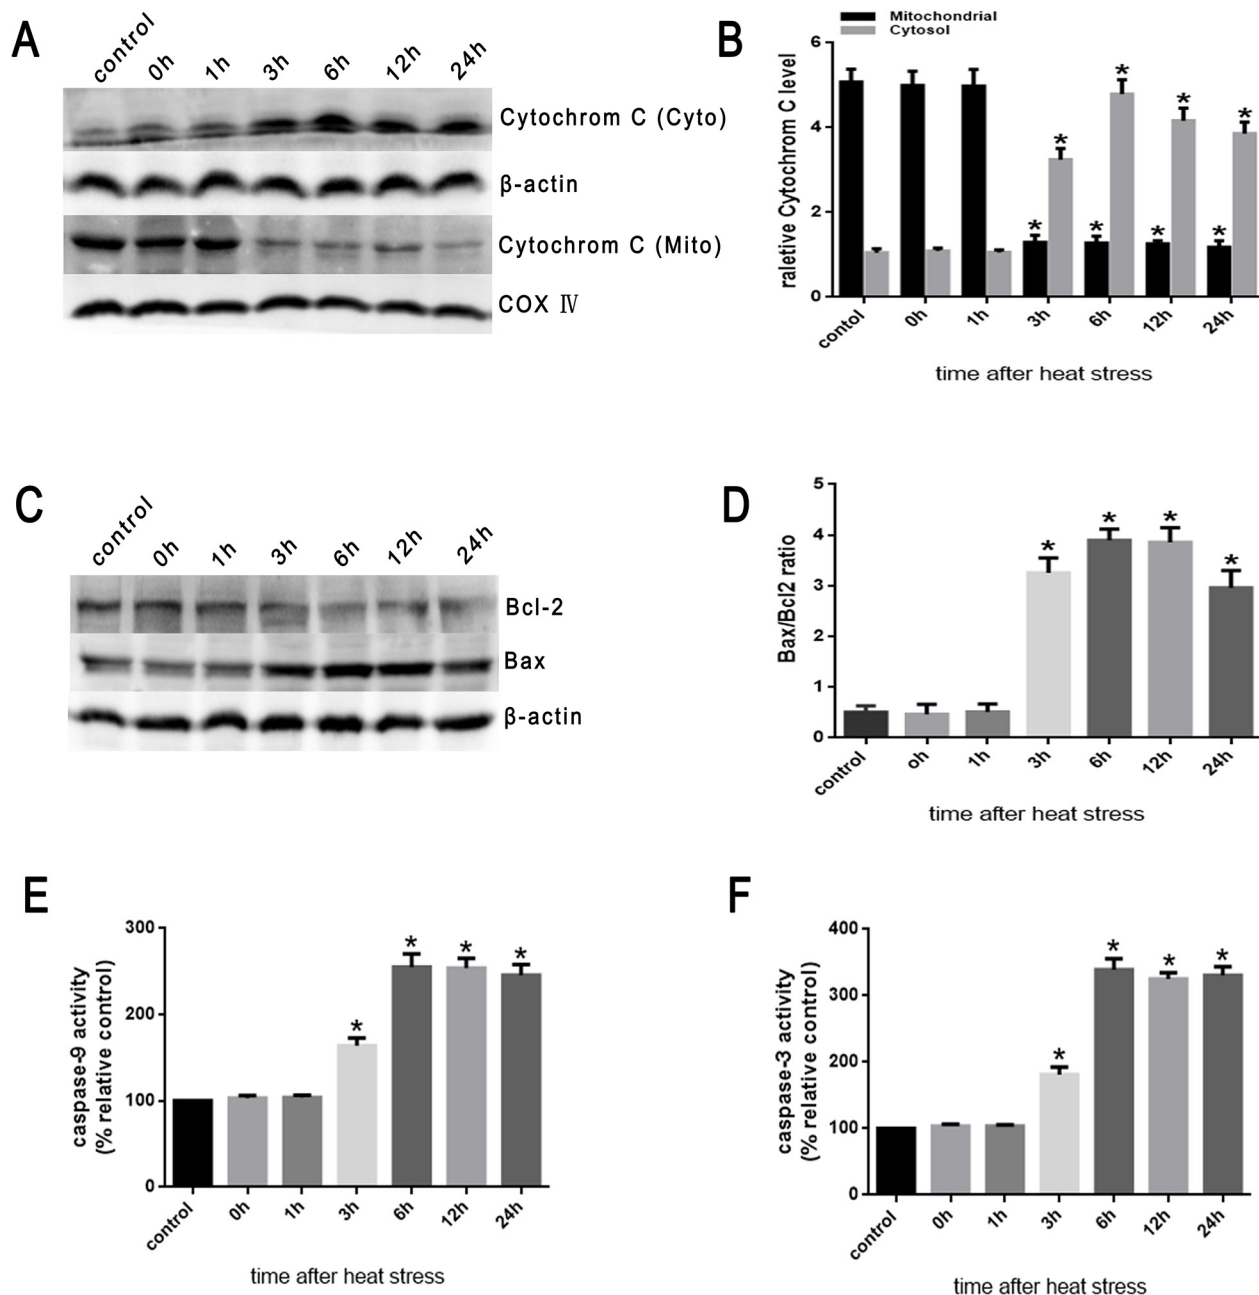 A
control 0h 1h 3h 6h 12h 24h
Cytochrom C (Cyto)
β-actin
Cytochrom C (Mito)
COX Ⅳ
B
Mitochondrial
Cytosol
raletive Cytochrom C level
6
4
2
0
* * * * * * * *
contol 0h 1h 3h 6h 12h 24h
time after heat stress
C
control 0h 1h 3h 6h 12h 24h
Bcl-2
Bax
β-actin
D
Bax/Bcl2 ratio
5
4
3
2
1
0
* * * *
control oh 1h 3h 6h 12h 24h
time after heat stress
E
caspase-9 activity
(% relative control)
300
200
100
0
* * * *
control 0h 1h 3h 6h 12h 24h
time after heat stress
F
caspase-3 activity
(% relative control)
400
300
200
100
0
* * * *
control 0h 1h 3h 6h 12h 24h
time after heat stress